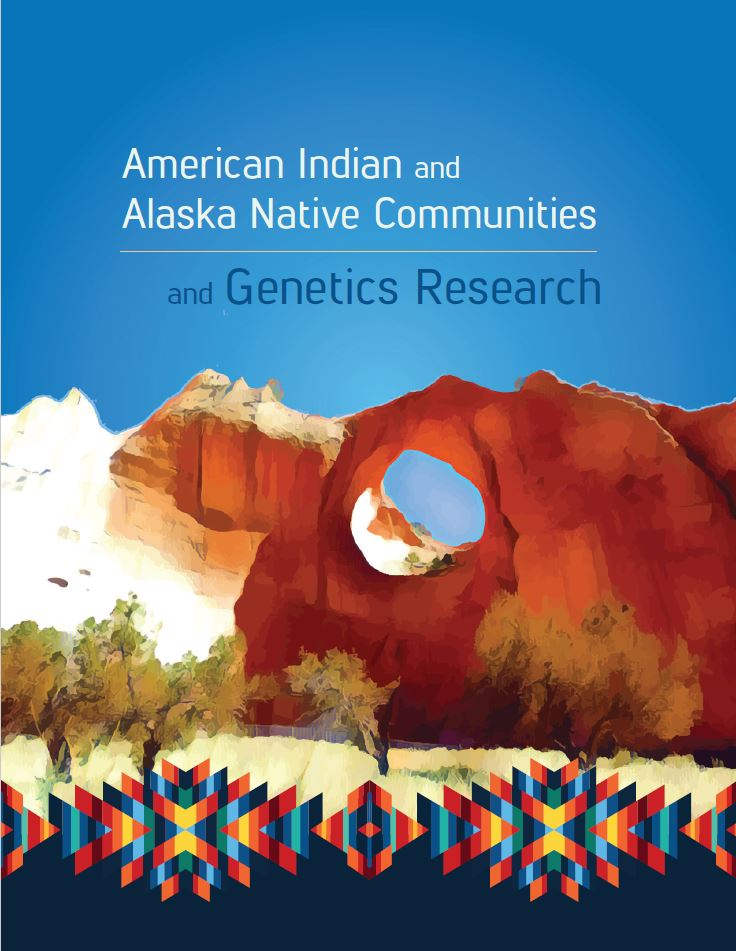 American Indian and
Alaska Native Communities
and Genetics Research